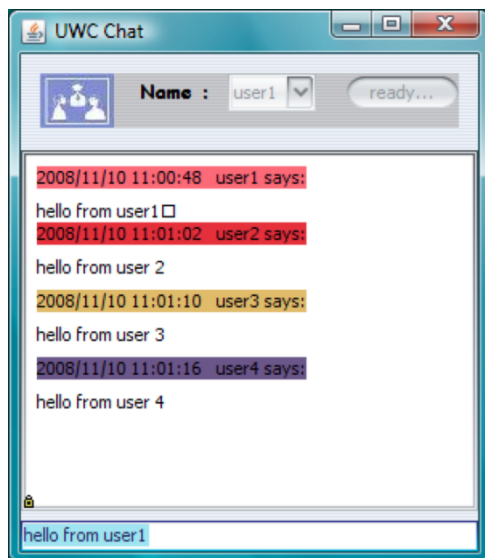 UWC Chat
Name : user1 ready...
2008/11/10 11:00:48 user1 says:
hello from user1□
2008/11/10 11:01:02 user2 says:
hello from user 2
2008/11/10 11:01:10 user3 says:
hello from user 3
2008/11/10 11:01:16 user4 says:
hello from user 4
hello from user1